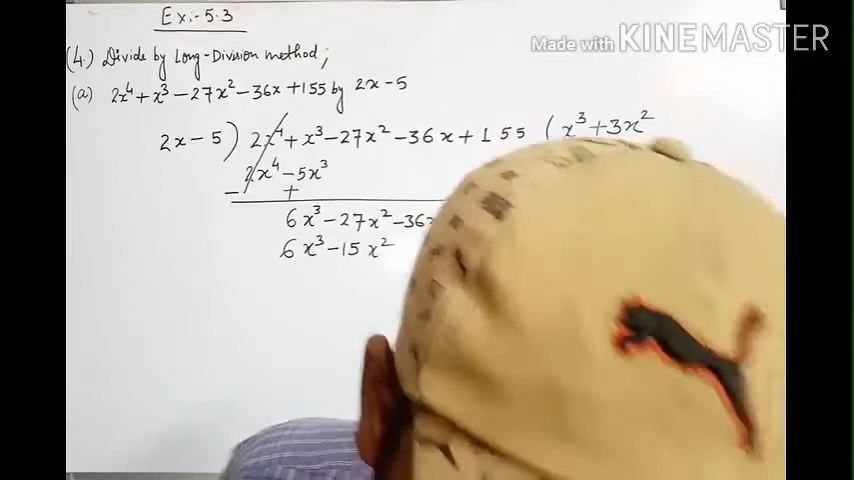 Made with KINEMASTER
Ex:- 5.3
(4.) Divide by Long-Division method;
(a) 2x⁴ + x³ - 27x² - 36x + 155 by 2x - 5
2x - 5) 2x⁴ + x³ - 27x² - 36x + 155 (x³ + 3x²
2x⁴ - 5x³
- +
6x³ - 27x² - 36x
6x³ - 15x²